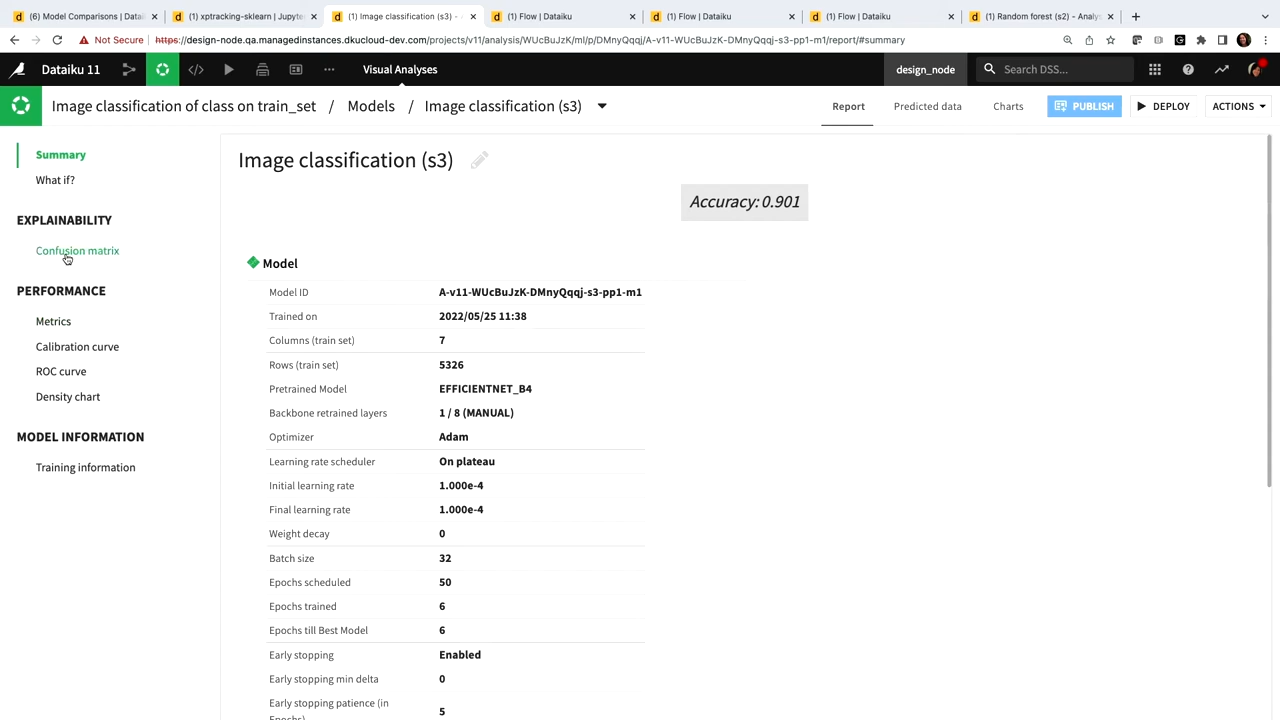 (6) Model Comparisons | Datai
(1) xptracking-sklearn | Jupyte
(1) Image classification (s3) -
(1) Flow | Dataiku
(1) Flow | Dataiku
(1) Flow | Dataiku
(1) Random forest (s2) - Analy
Not Secure | https://design-node.qa.managedinstances.dkucloud-dev.com/projects/v11/analysis/WUcBuJzK/ml/p/DMnyQqqj/A-v11-WUcBuJzK-DMnyQqqj-s3-pp1-m1/report/#summary
Dataiku 11
Visual Analyses
design_node
Search DSS...
Image classification of class on train_set / Models / Image classification (s3)
Report
Predicted data
Charts
PUBLISH
DEPLOY
ACTIONS
Summary
What if?
EXPLAINABILITY
Confusion matrix
PERFORMANCE
Metrics
Calibration curve
ROC curve
Density chart
MODEL INFORMATION
Training information
Image classification (s3)
Accuracy: 0.901
Model
Model ID A-v11-WUcBuJzK-DMnyQqqj-s3-pp1-m1
Trained on 2022/05/25 11:38
Columns (train set) 7
Rows (train set) 5326
Pretrained Model EFFICIENTNET_B4
Backbone retrained layers 1 / 8 (MANUAL)
Optimizer Adam
Learning rate scheduler On plateau
Initial learning rate 1.000e-4
Final learning rate 1.000e-4
Weight decay 0
Batch size 32
Epochs scheduled 50
Epochs trained 6
Epochs till Best Model 6
Early stopping Enabled
Early stopping min delta 0
Early stopping patience (in
Epochs) 5